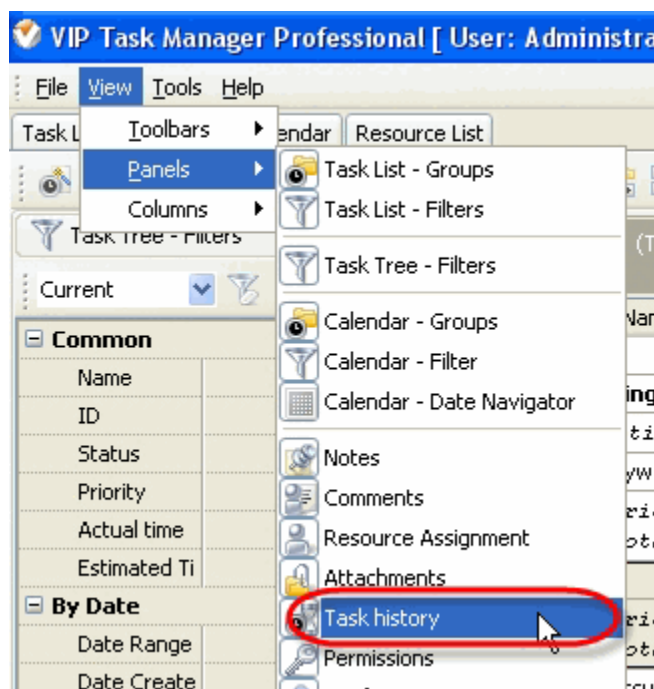 VIP Task Manager Professional [ User: Administra
File View Tools Help
Task L endar Resource List
Toolbars
Panels
Columns
Task List - Groups
Task List - Filters
Task Tree - Filters
Calendar - Groups
Calendar - Filter
Calendar - Date Navigator
Notes
Comments
Resource Assignment
Attachments
Task history
Permissions
Task Tree - Filters
Current
Common
Name
ID
Status
Priority
Actual time
Estimated Ti
By Date
Date Range
Date Create